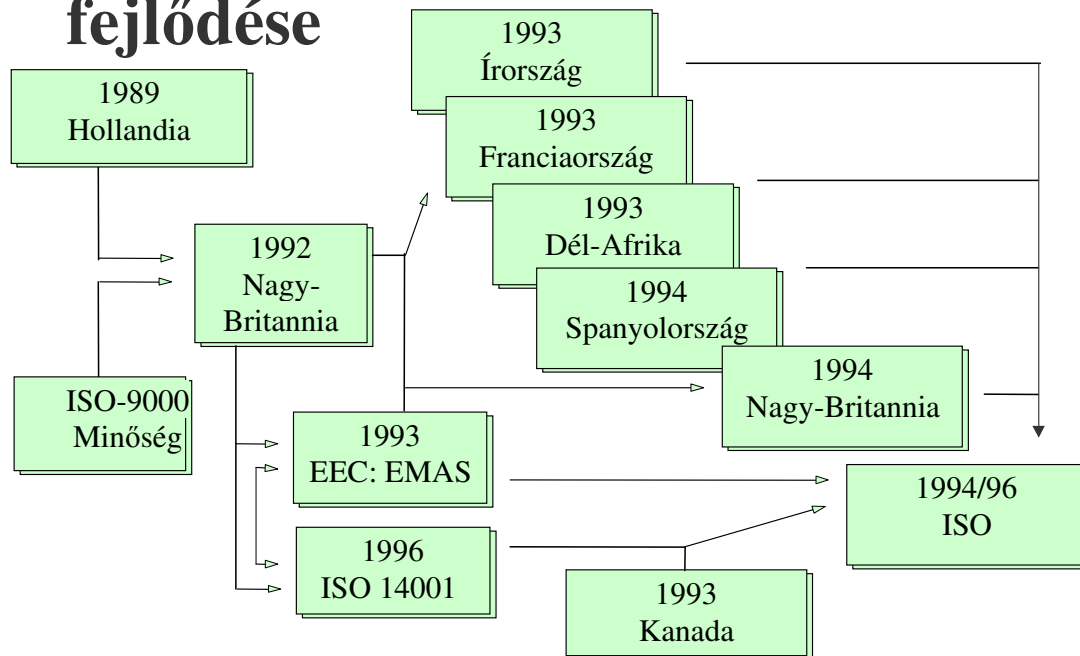 fejlődése
1989
Hollandia
1993
Írország
1993
Franciaország
1993
Dél-Afrika
1994
Spanyolország
1992
Nagy-
Britannia
1994
Nagy-Britannia
ISO-9000
Minőség
1993
EEC: EMAS
1994/96
ISO
1996
ISO 14001
1993
Kanada